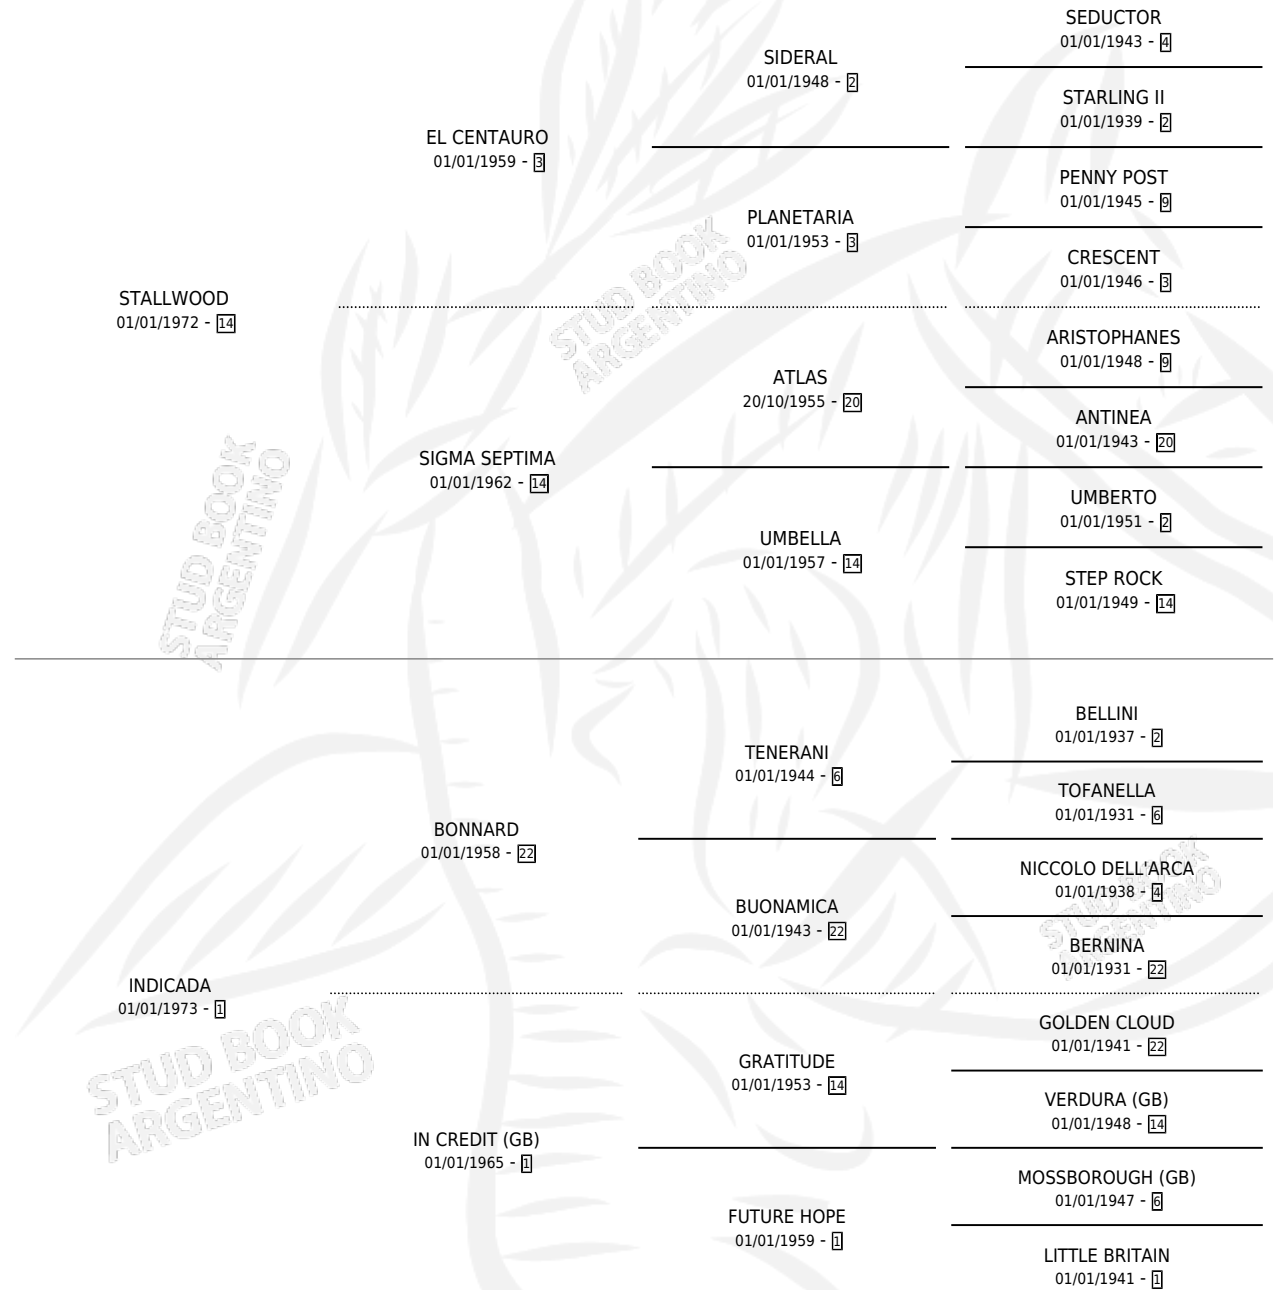 SEDUCTOR
01/01/1943 - 4
SIDERAL
01/01/1948 - 2
STARLING II
01/01/1939 - 2
EL CENTAURO
01/01/1959 - 3
PENNY POST
01/01/1945 - 9
PLANETARIA
01/01/1953 - 3
CRESCENT
01/01/1946 - 3
STALLWOOD
01/01/1972 - 14
STUD BOOK
ARGENTINO
ARISTOPHANES
01/01/1948 - 9
ATLAS
20/10/1955 - 20
ANTINEA
01/01/1943 - 20
SIGMA SEPTIMA
01/01/1962 - 14
UMBERTO
01/01/1951 - 2
UMBELLA
01/01/1957 - 14
STEP ROCK
01/01/1949 - 14
STUD BOOK
ARGENTINO
BELLINI
01/01/1937 - 2
TENERANI
01/01/1944 - 6
TOFANELLA
01/01/1931 - 6
BONNARD
01/01/1958 - 22
NICCOLO DELL'ARCA
01/01/1938 - 4
BUONAMICA
01/01/1943 - 22
BERNINA
01/01/1931 - 22
STUD BOOK
ARGENTINO
INDICADA
01/01/1973 - 1
GOLDEN CLOUD
01/01/1941 - 22
GRATITUDE
01/01/1953 - 14
VERDURA (GB)
01/01/1948 - 14
STUD BOOK
ARGENTINO
IN CREDIT (GB)
01/01/1965 - 1
MOSSBOROUGH (GB)
01/01/1947 - 6
FUTURE HOPE
01/01/1959 - 1
LITTLE BRITAIN
01/01/1941 - 1